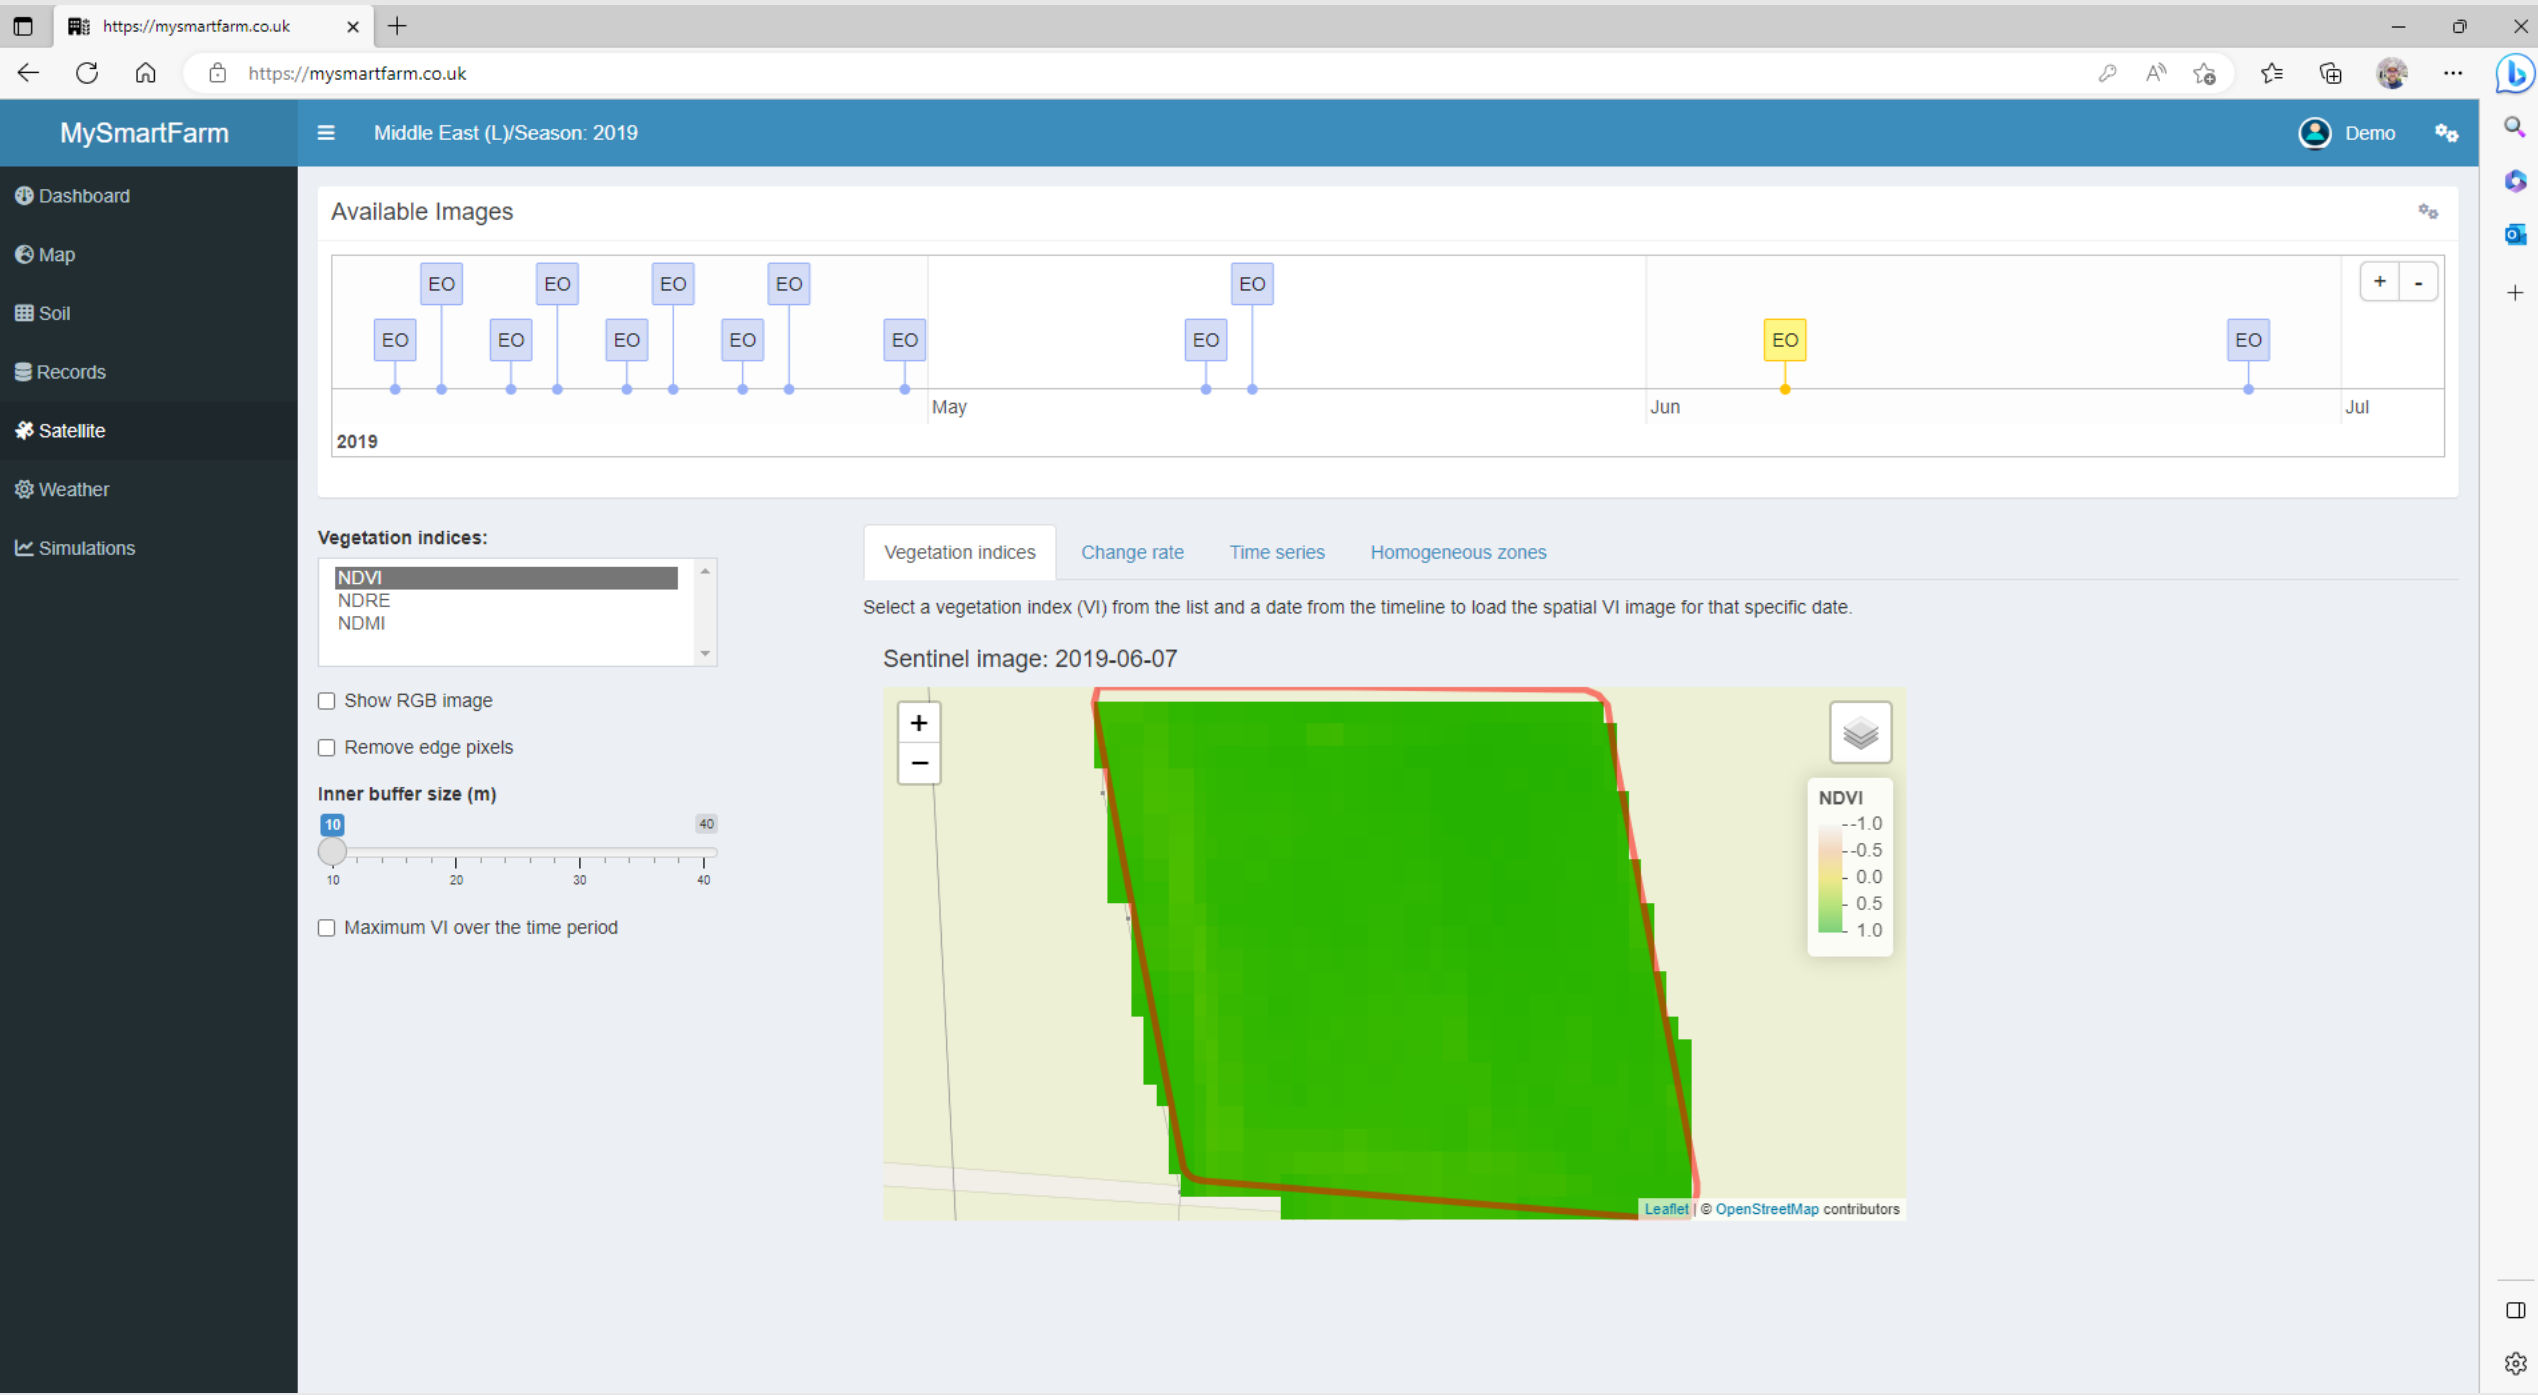 https://mysmartfarm.co.uk
https://mysmartfarm.co.uk
MySmartFarm
Middle East (L)/Season: 2019
Demo
Dashboard
Map
Soil
Records
Satellite
Weather
Simulations
Available Images
EO EO EO EO EO
EO EO EO EO EO EO EO EO
+ -
May Jun Jul
2019
Vegetation indices:
NDVI
NDRE
NDMI
Show RGB image
Remove edge pixels
Inner buffer size (m)
10 40
10 20 30 40
Maximum VI over the time period
Vegetation indices Change rate Time series Homogeneous zones
Select a vegetation index (VI) from the list and a date from the timeline to load the spatial VI image for that specific date.
Sentinel image: 2019-06-07
+
−
NDVI
-1.0
-0.5
0.0
0.5
1.0
Leaflet | © OpenStreetMap contributors